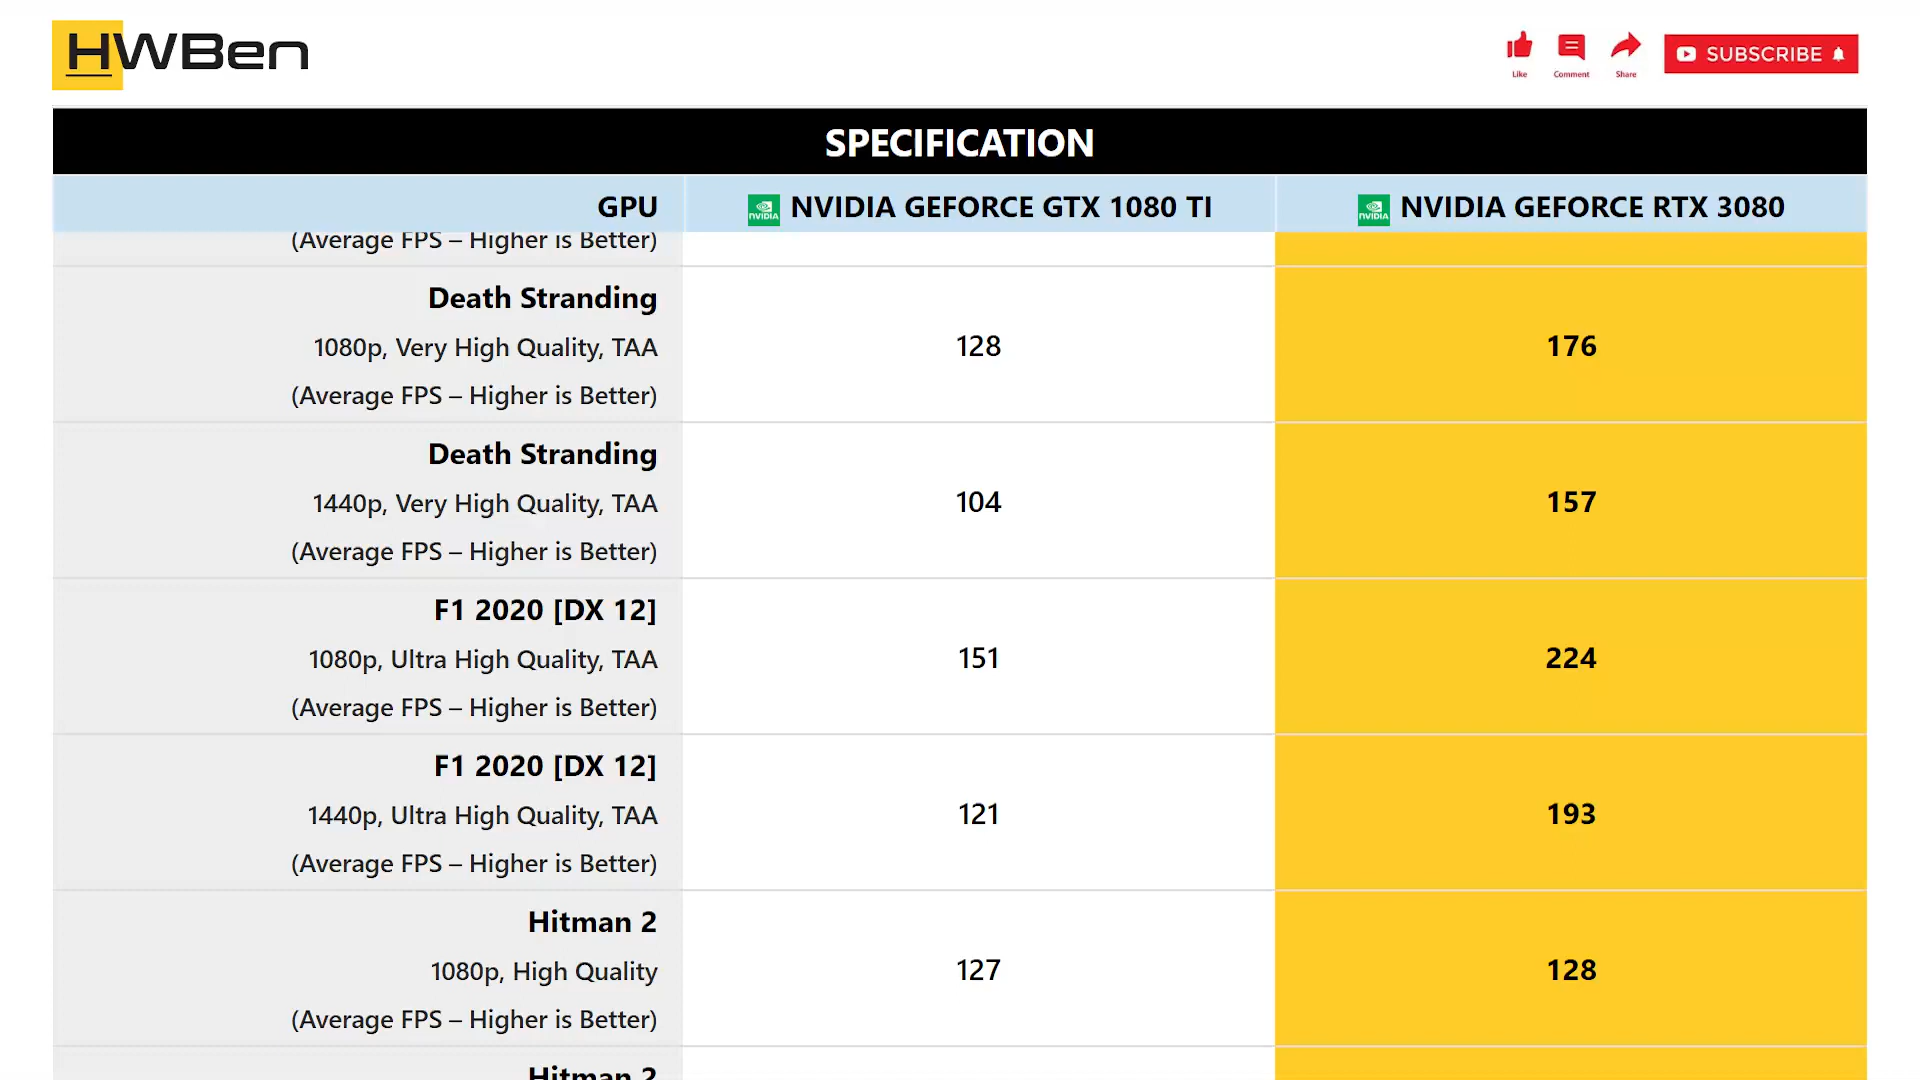 HWBen
Like
Comment
Share
SUBSCRIBE
SPECIFICATION
GPU
NVIDIA
NVIDIA GEFORCE GTX 1080 TI
NVIDIA
NVIDIA GEFORCE RTX 3080
(Average FPS – Higher is Better)
Death Stranding
1080p, Very High Quality, TAA
(Average FPS – Higher is Better)
128
176
Death Stranding
1440p, Very High Quality, TAA
(Average FPS – Higher is Better)
104
157
F1 2020 [DX 12]
1080p, Ultra High Quality, TAA
(Average FPS – Higher is Better)
151
224
F1 2020 [DX 12]
1440p, Ultra High Quality, TAA
(Average FPS – Higher is Better)
121
193
Hitman 2
1080p, High Quality
(Average FPS – Higher is Better)
127
128
Hitman 2